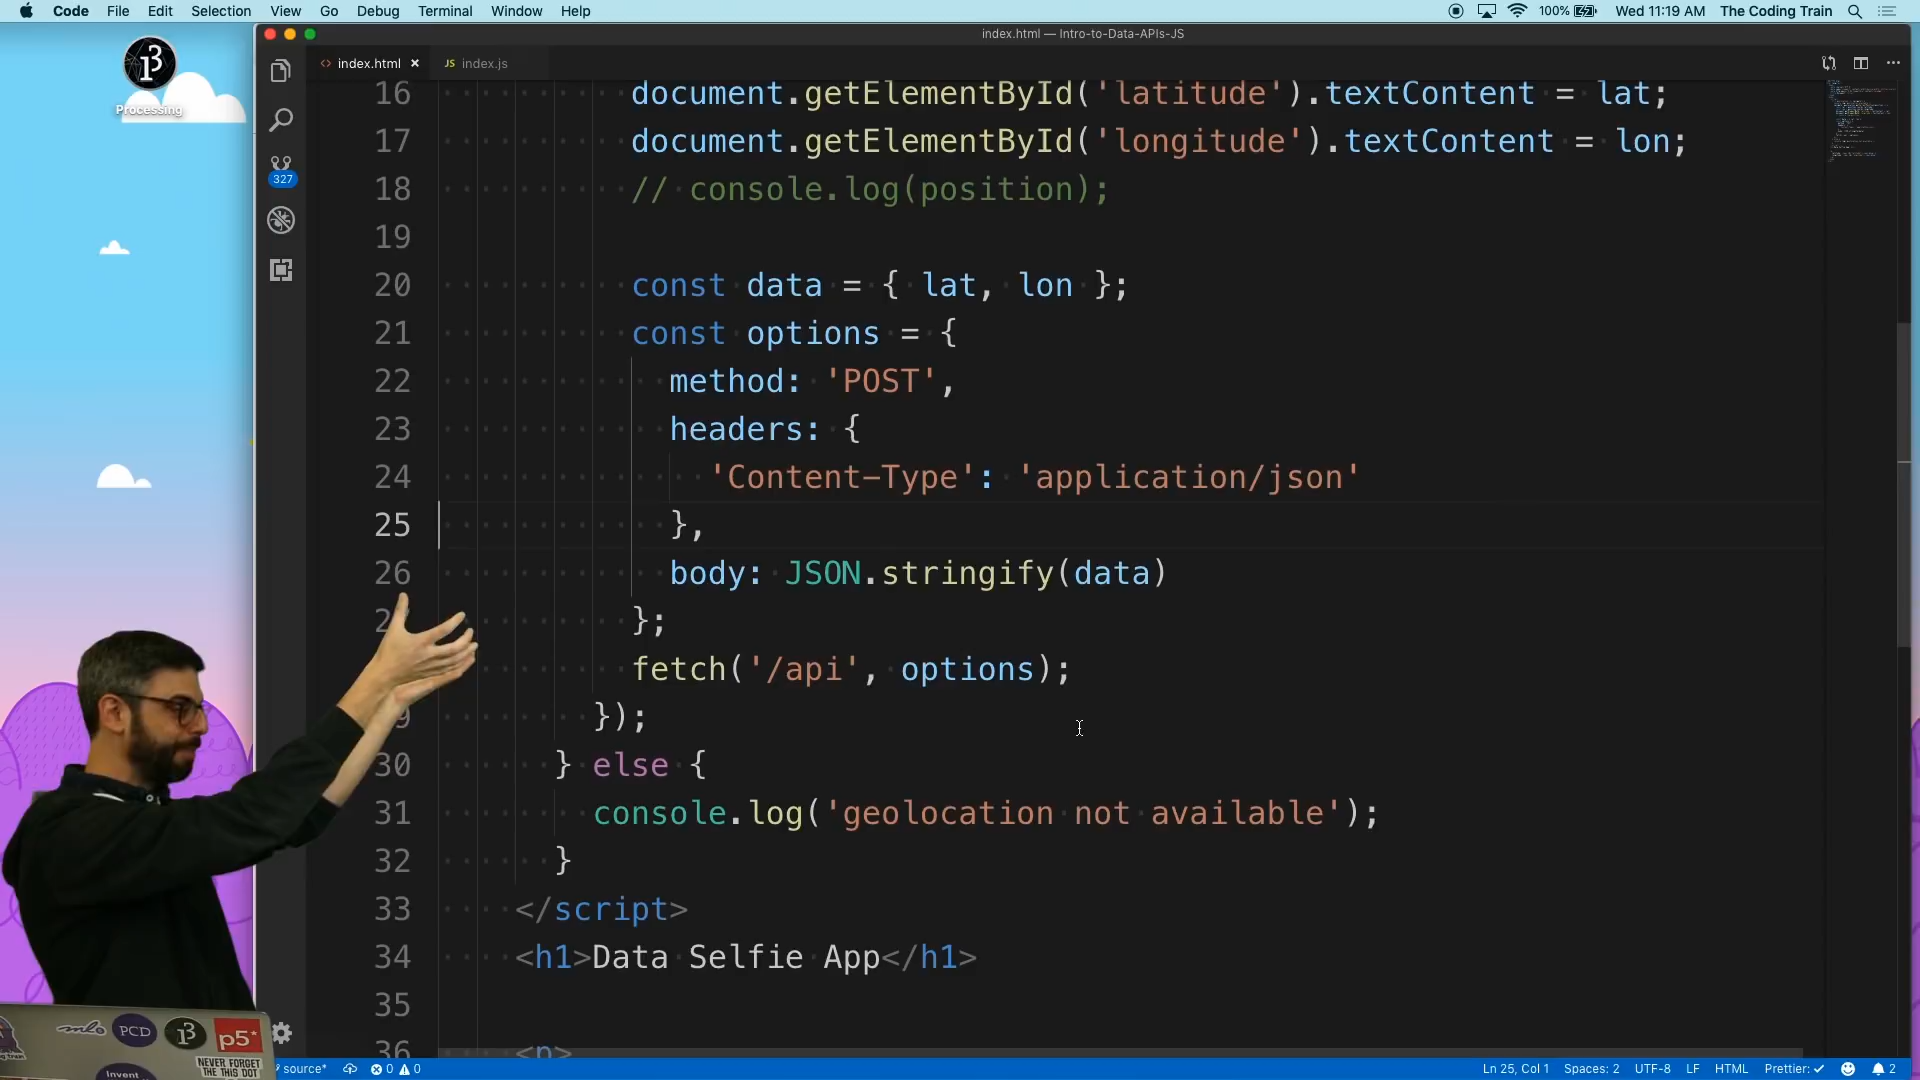 Code File Edit Selection View Go Debug Terminal Window Help 100% Wed 11:19 AM The Coding Train
index.html — Intro-to-Data-APIs-JS
index.html JS index.js
Processing
327
16 document.getElementById('latitude').textContent = lat;
17 document.getElementById('longitude').textContent = lon;
18 // console.log(position);
19
20 const data = { lat, lon };
21 const options = {
22 method: 'POST',
23 headers: {
24 'Content-Type': 'application/json'
25 },
26 body: JSON.stringify(data)
};
fetch('/api', options);
});
30 } else {
31 console.log('geolocation not available');
32 }
33 </script>
34 <h1>Data Selfie App</h1>
35
36 <p>
mlo PCD p5*
NEVER FORGET
THE THIS DOT
Invent
source* 0 0 Ln 25, Col 1 Spaces: 2 UTF-8 LF HTML Prettier: ✓ 2